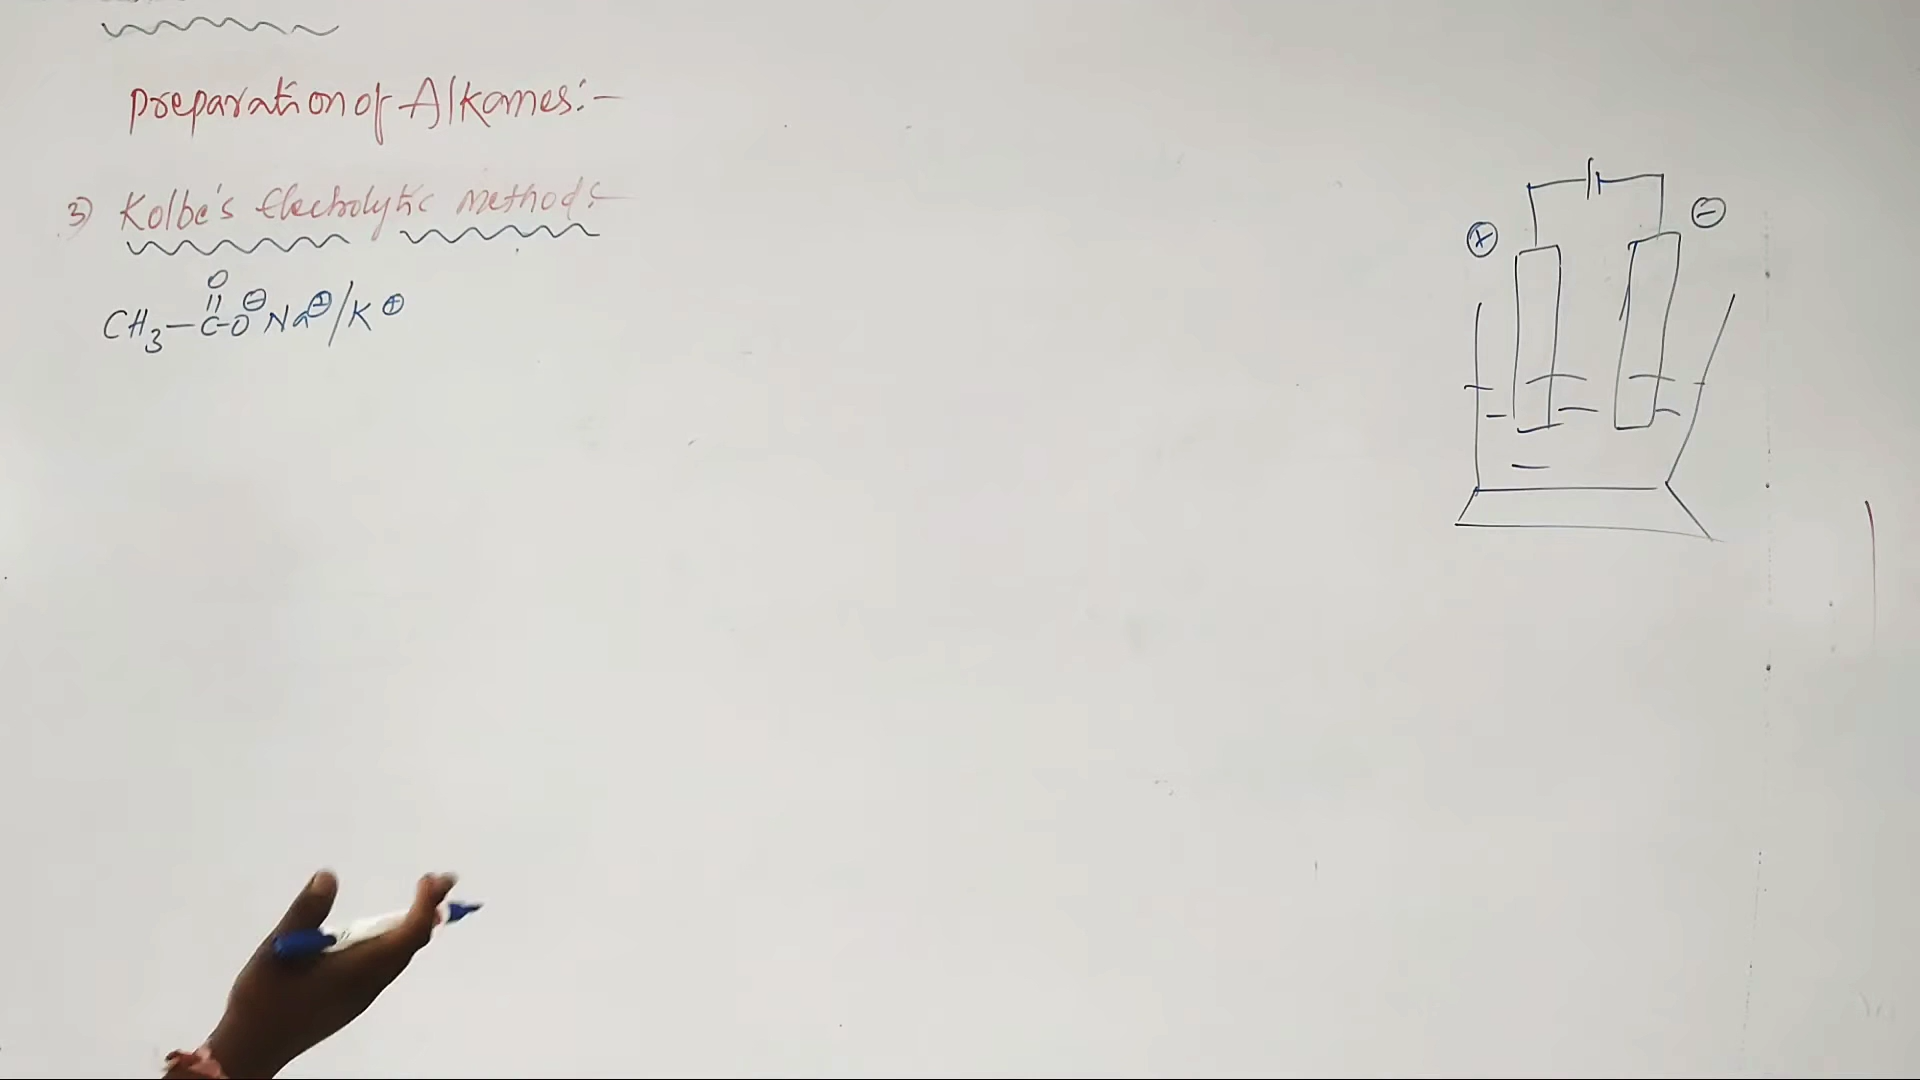 Preparation of Alkanes:-
3) Kolbe's Electrolytic Method:-
O
||
CH₃-C-O⊖Na⊕/K⊕
⊕ ⊖